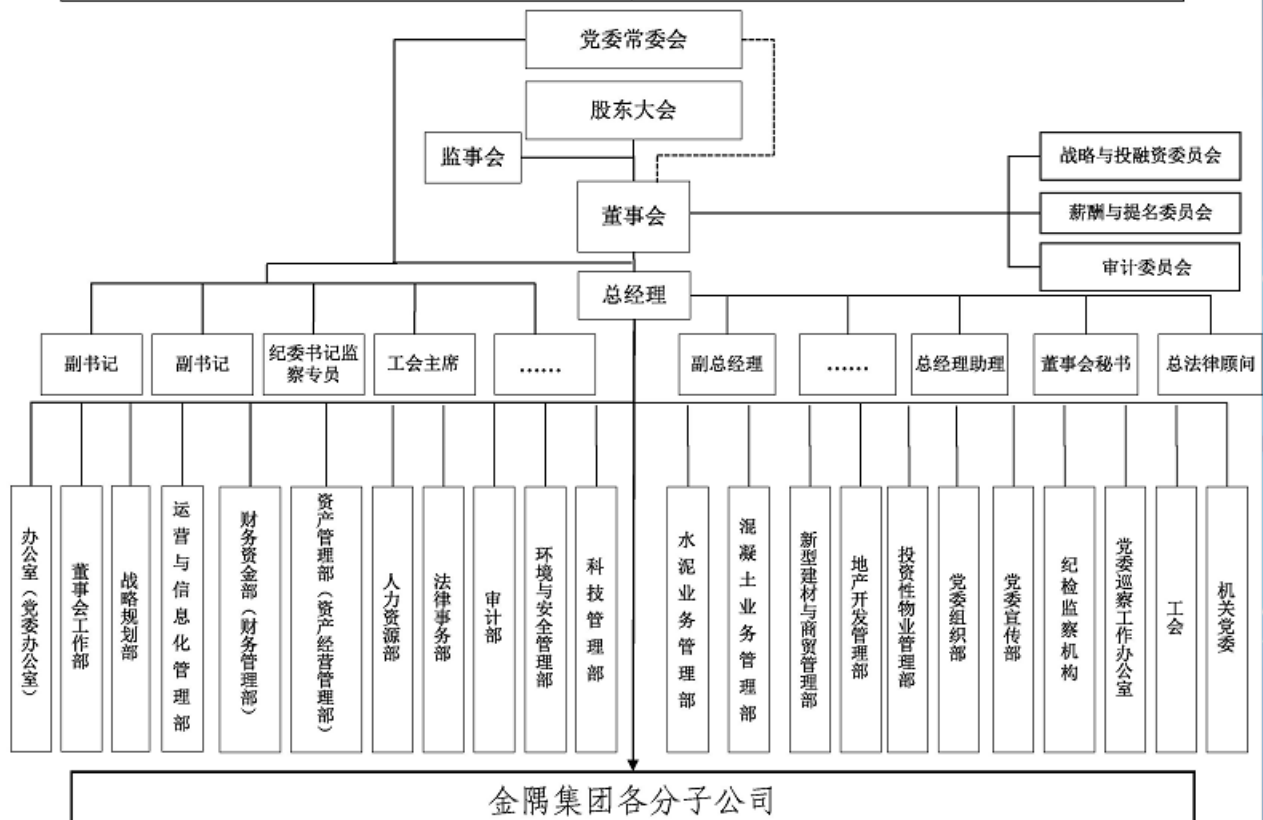 党委常委会
股东大会
监事会
战略与投融资委员会
董事会
薪酬与提名委员会
审计委员会
总经理
副书记
副书记
纪委书记监
察专员
工会主席
……
副总经理
……
总经理助理
董事会秘书
总法律顾问
办公室（党委办公室）
董事会工作部
战略规划部
运营与信息化管理部
财务资金部（财务管理部）
资产管理部（资产经营管理部）
人力资源部
法律事务部
审计部
环境与安全管理部
科技管理部
水泥业务管理部
混凝土业务管理部
新型建材与商贸管理部
地产开发管理部
投资性物业管理部
党委组织部
党委宣传部
纪检监察机构
党委巡察工作办公室
工会
机关党委
金隅集团各分子公司